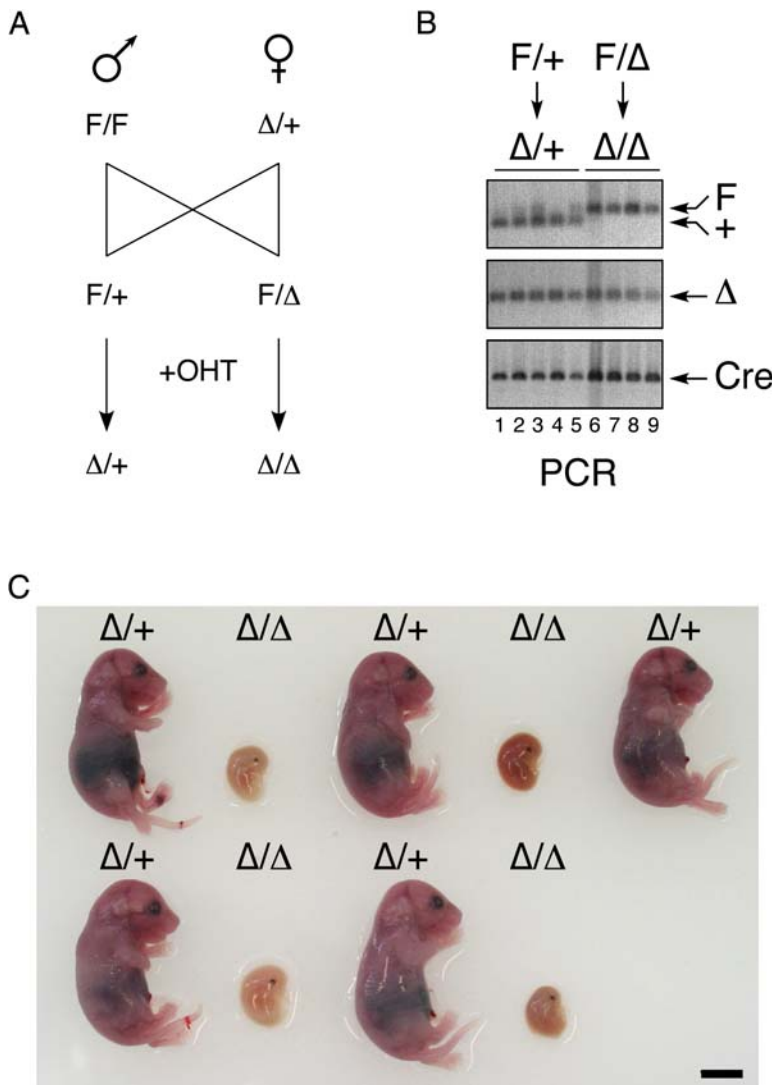 A
♂ ♀
F/F Δ/+
F/+ F/Δ
+OHT
Δ/+ Δ/Δ
B
F/+ F/Δ
Δ/+ Δ/Δ
F
+
Δ
Cre
1 2 3 4 5 6 7 8 9
PCR
C
Δ/+ Δ/Δ Δ/+ Δ/Δ Δ/+
Δ/+ Δ/Δ Δ/+ Δ/Δ